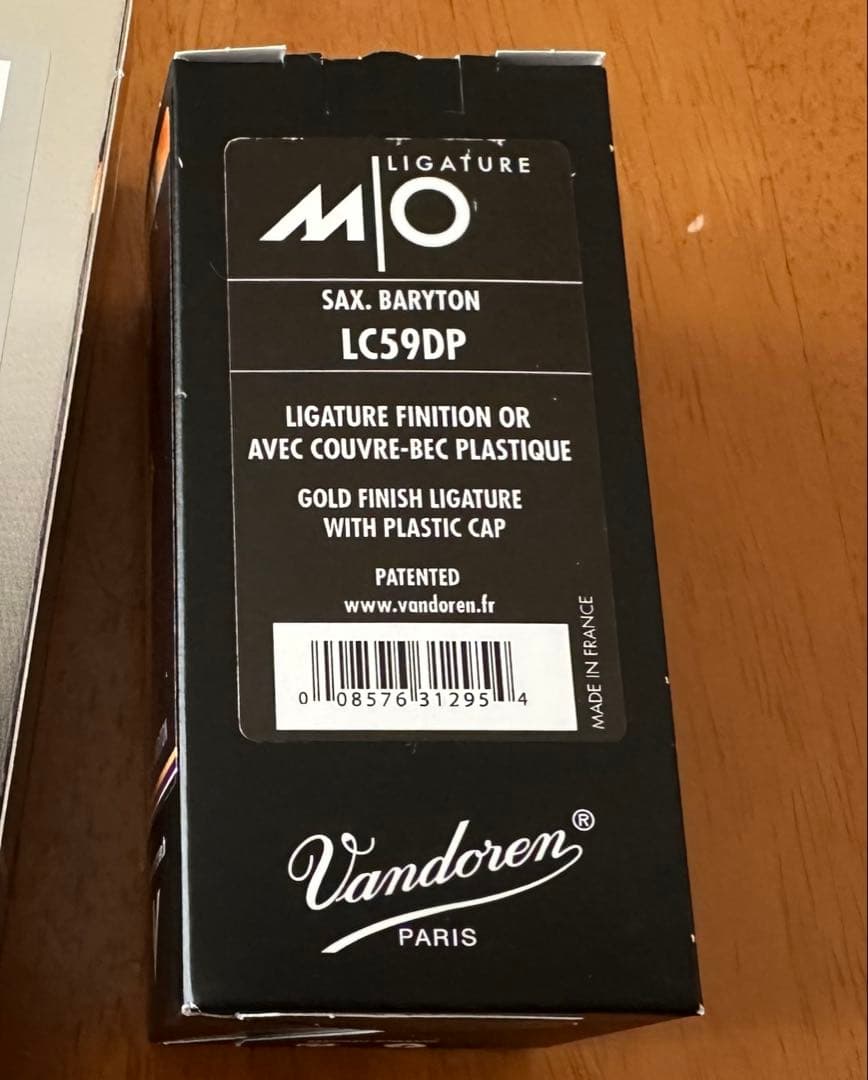 LIGATURE
M|O
SAX. BARYTON
LC59DP
LIGATURE FINITION OR
AVEC COUVRE-BEC PLASTIQUE
GOLD FINISH LIGATURE
WITH PLASTIC CAP
PATENTED
www.vandoren.fr
MADE IN FRANCE
0 08576 31295 4
Vandoren®
PARIS